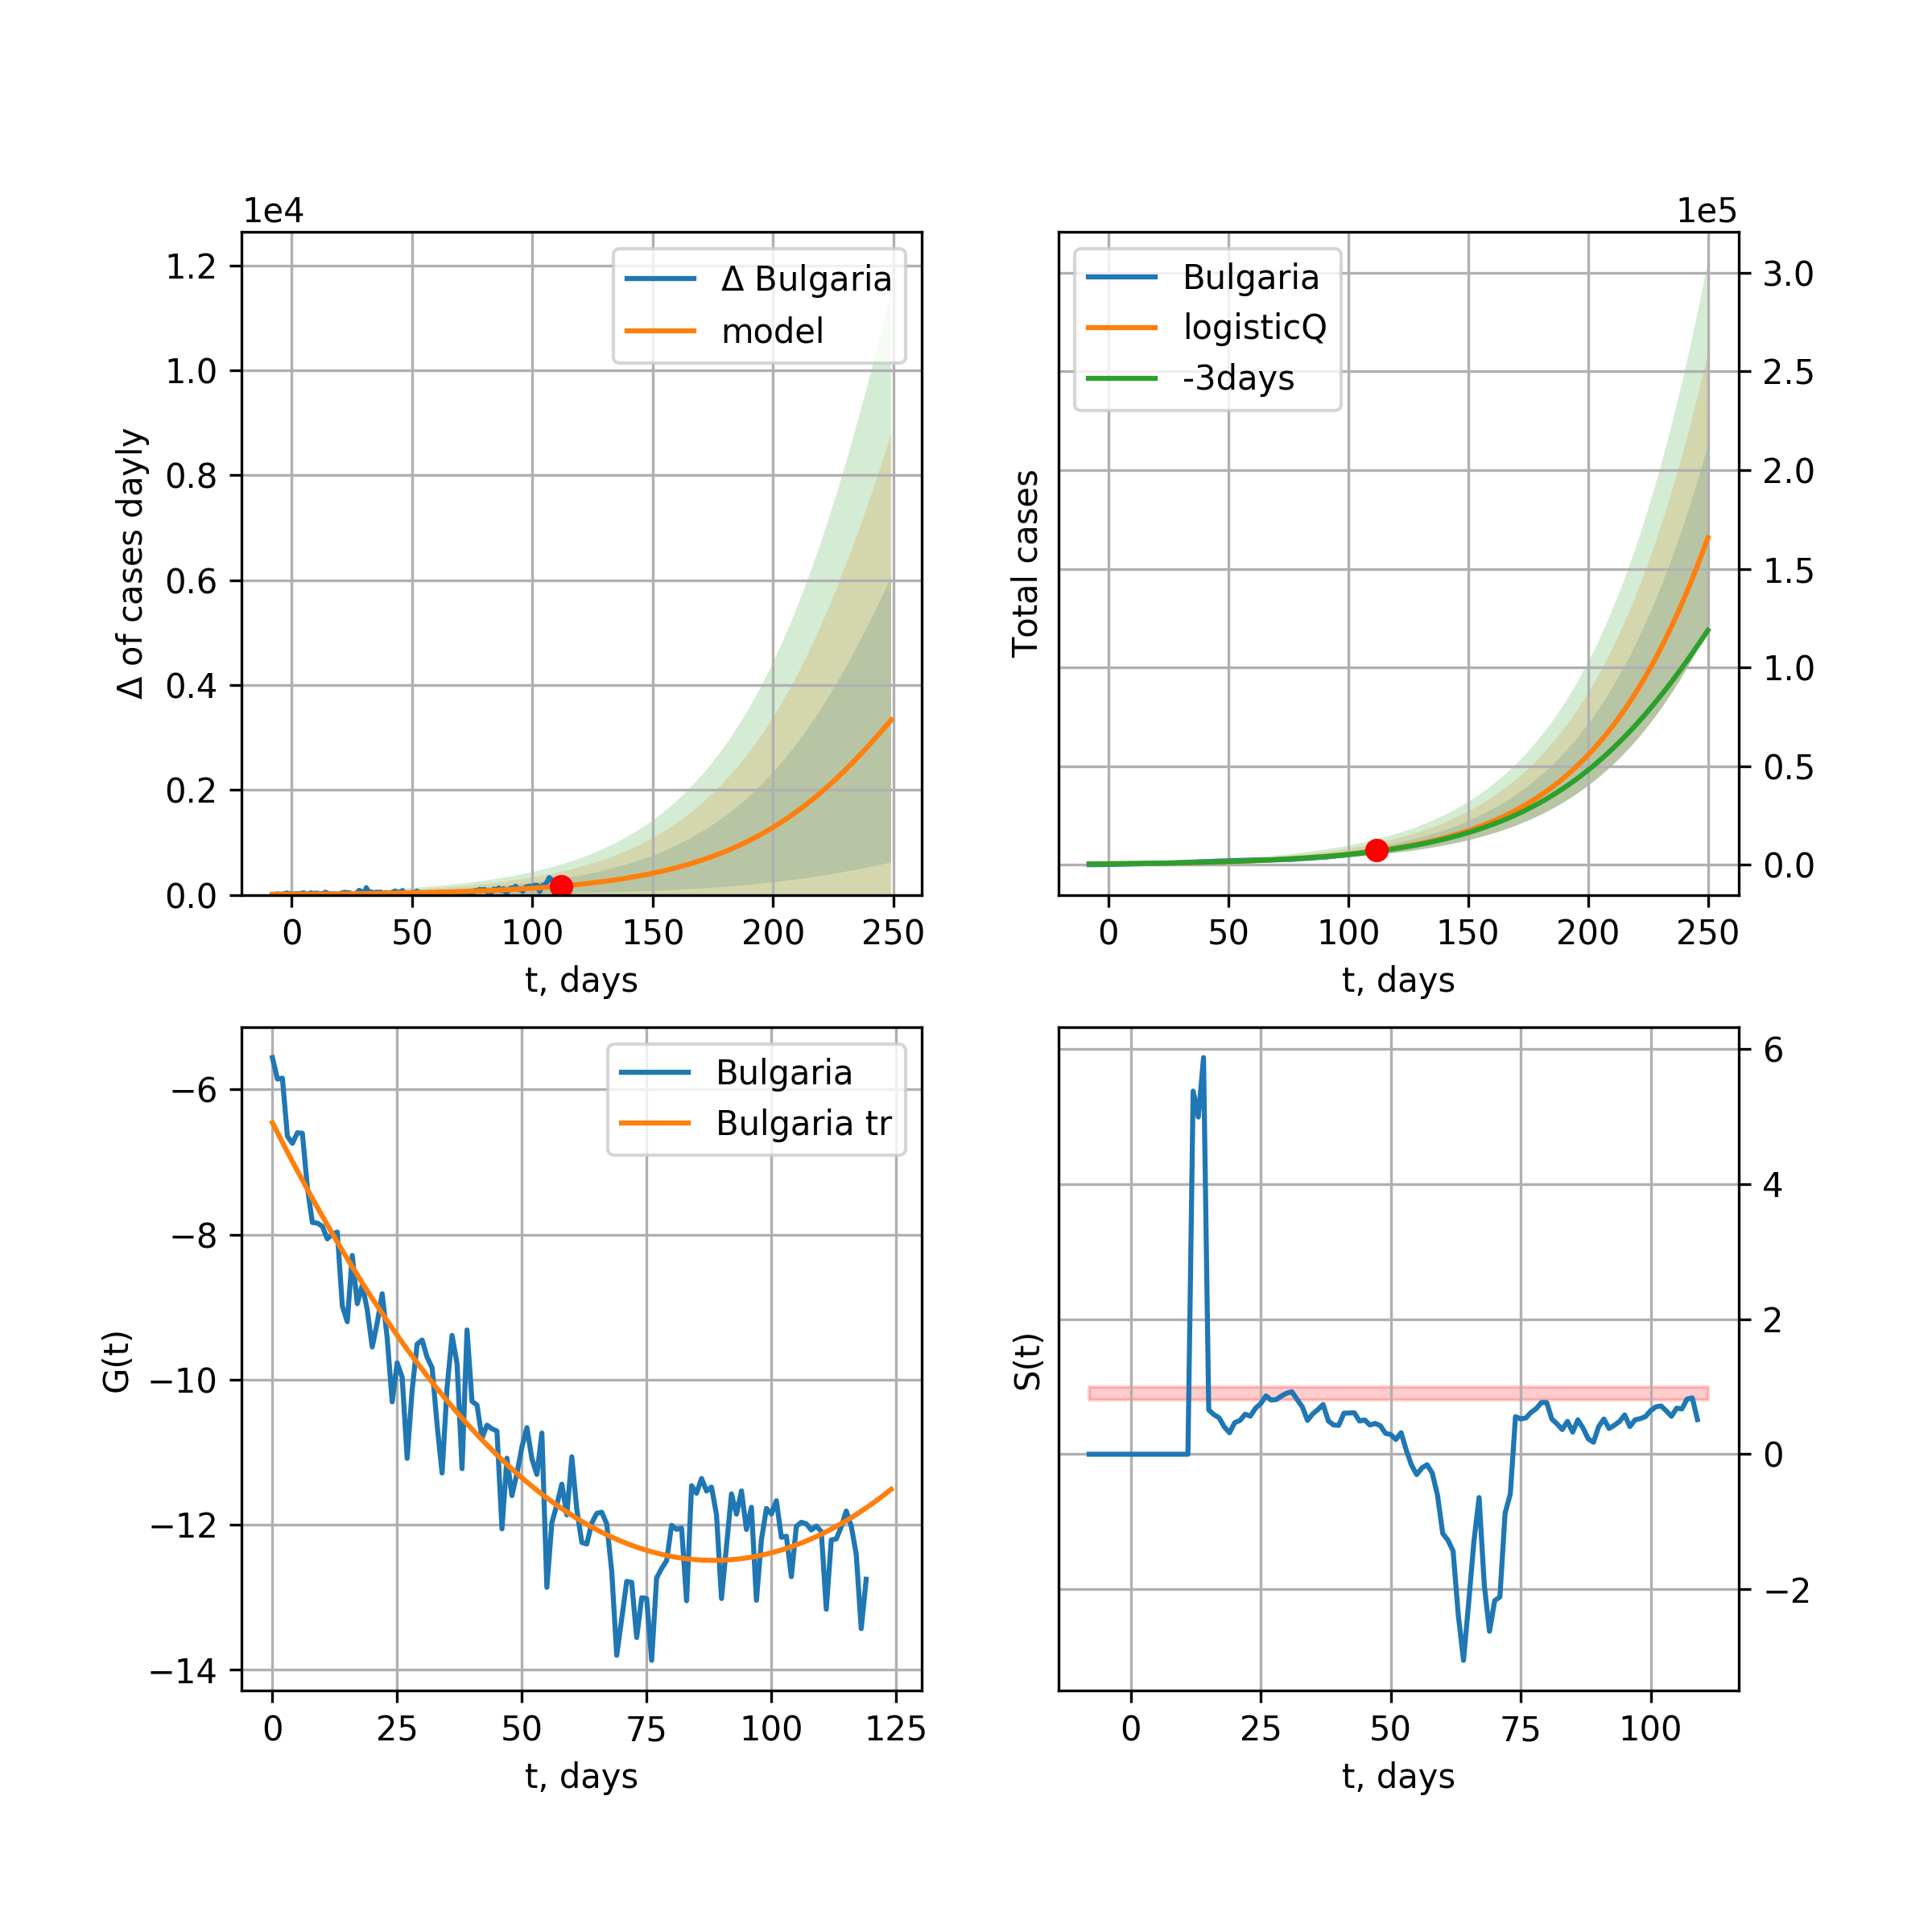 1e4
1.2
1.0
0.8
0.6
0.4
0.2
0.0
Δ of cases dayly
Δ Bulgaria
model
0 50 100 150 200 250
t, days
1e5
Bulgaria
logisticQ
-3days
Total cases
3.0
2.5
2.0
1.5
1.0
0.5
0.0
0 50 100 150 200 250
t, days
−6
−8
−10
−12
−14
G(t)
Bulgaria
Bulgaria tr
0 25 50 75 100 125
t, days
S(t)
6
4
2
0
−2
0 25 50 75 100
t, days